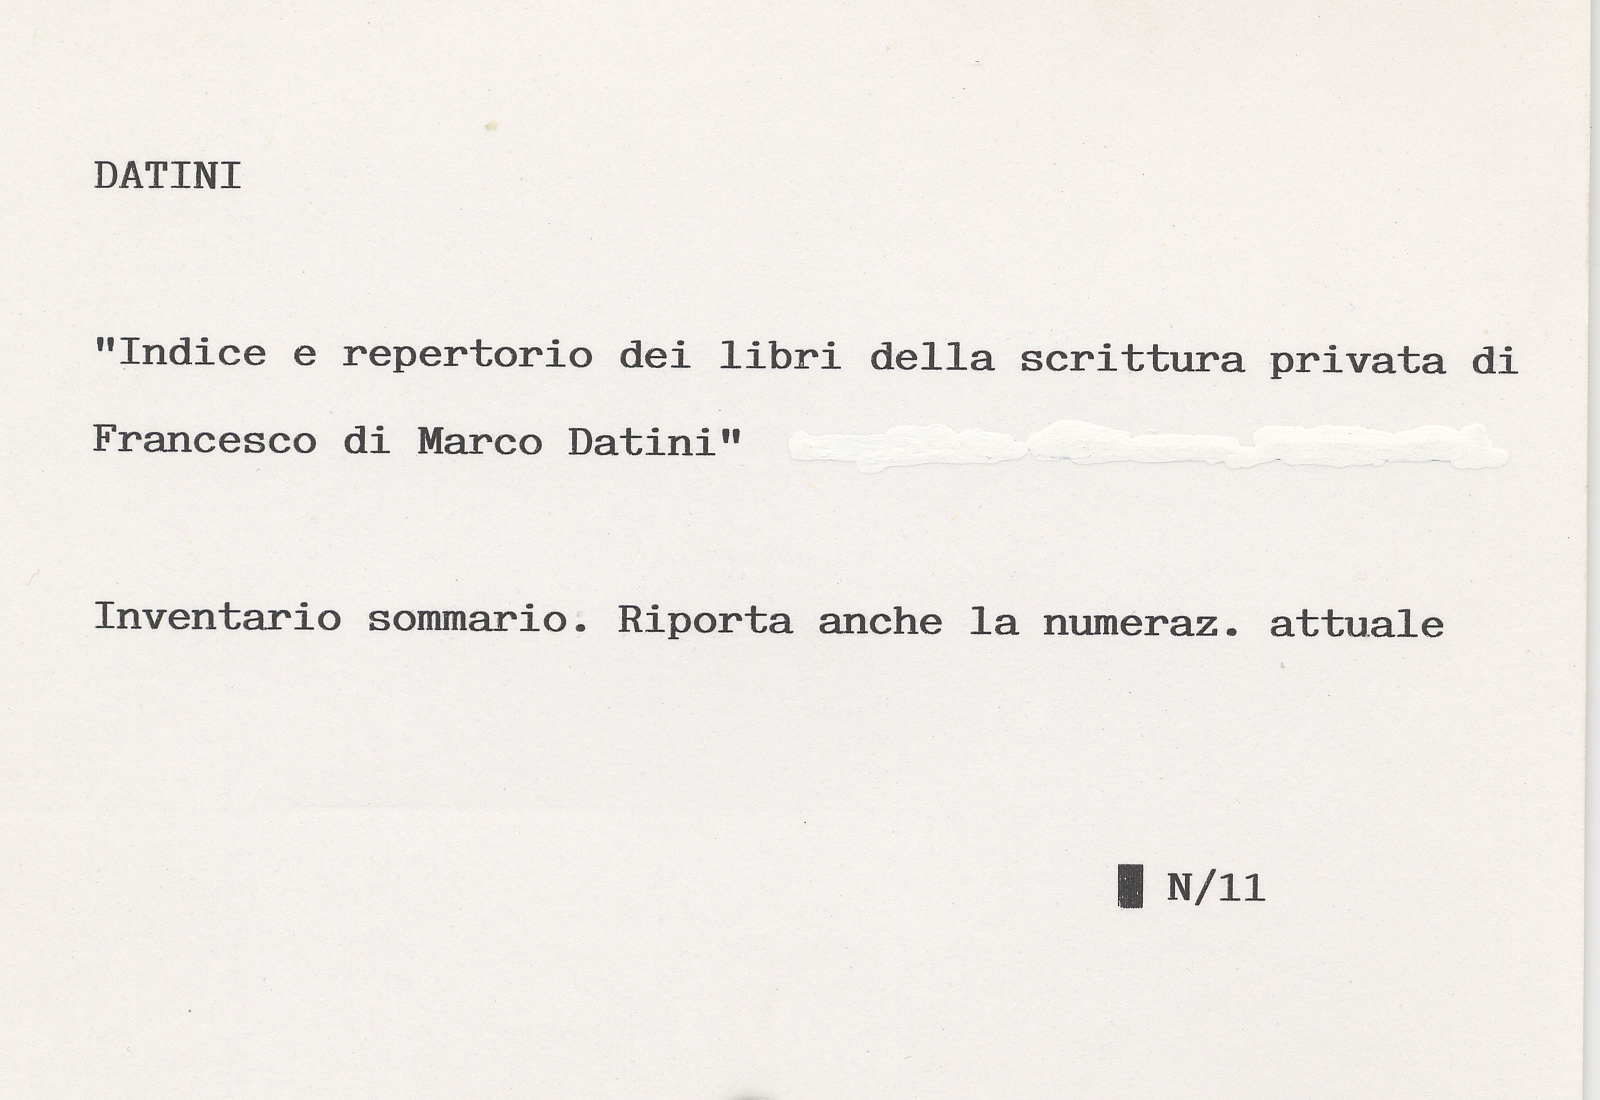 DATINI
"Indice e repertorio dei libri della scrittura privata di
Francesco di Marco Datini"
Inventario sommario. Riporta anche la numeraz. attuale
█ N/11